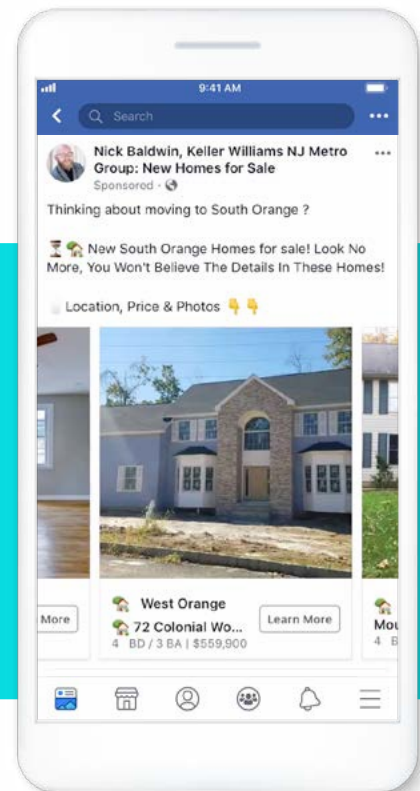 9:41 AM
Search
Nick Baldwin, Keller Williams NJ Metro
Group: New Homes for Sale
Sponsored ·
Thinking about moving to South Orange ?
⏳🏡 New South Orange Homes for sale! Look No
More, You Won't Believe The Details In These Homes!
Location, Price & Photos 👇👇
More
🏡 West Orange
🏡 72 Colonial Wo...
4 BD / 3 BA | $559,900
Learn More
🏡
Mou
4 B